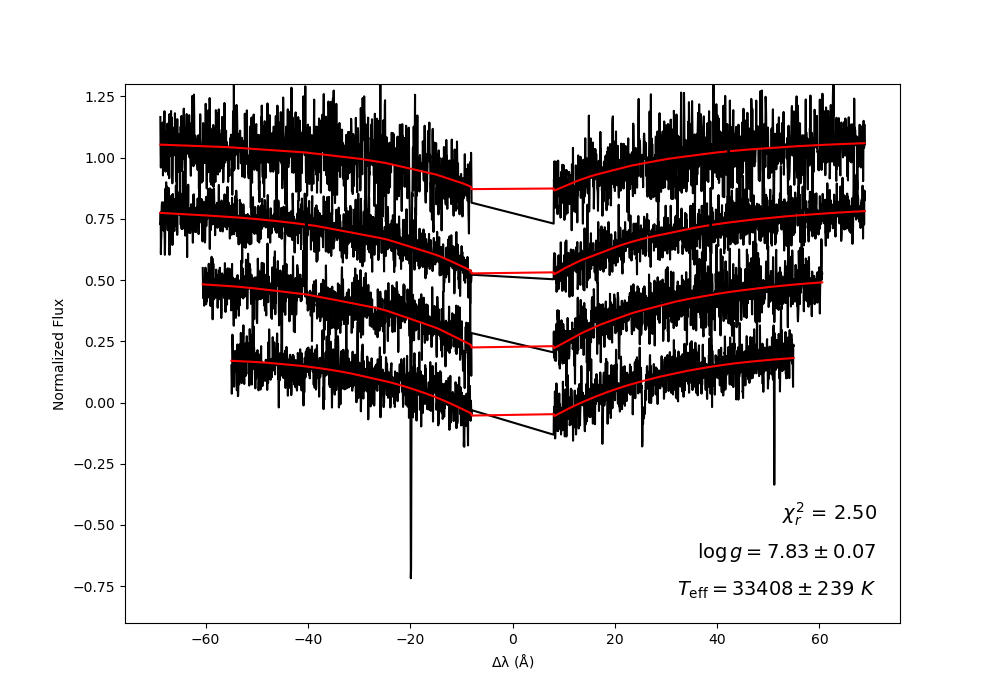 1.25
1.00
0.75
0.50
0.25
0.00
−0.25
−0.50
−0.75
Normalized Flux
χ²ᵣ = 2.50
log g = 7.83 ± 0.07
T_eff = 33408 ± 239 K
−60 −40 −20 0 20 40 60
Δλ (Å)